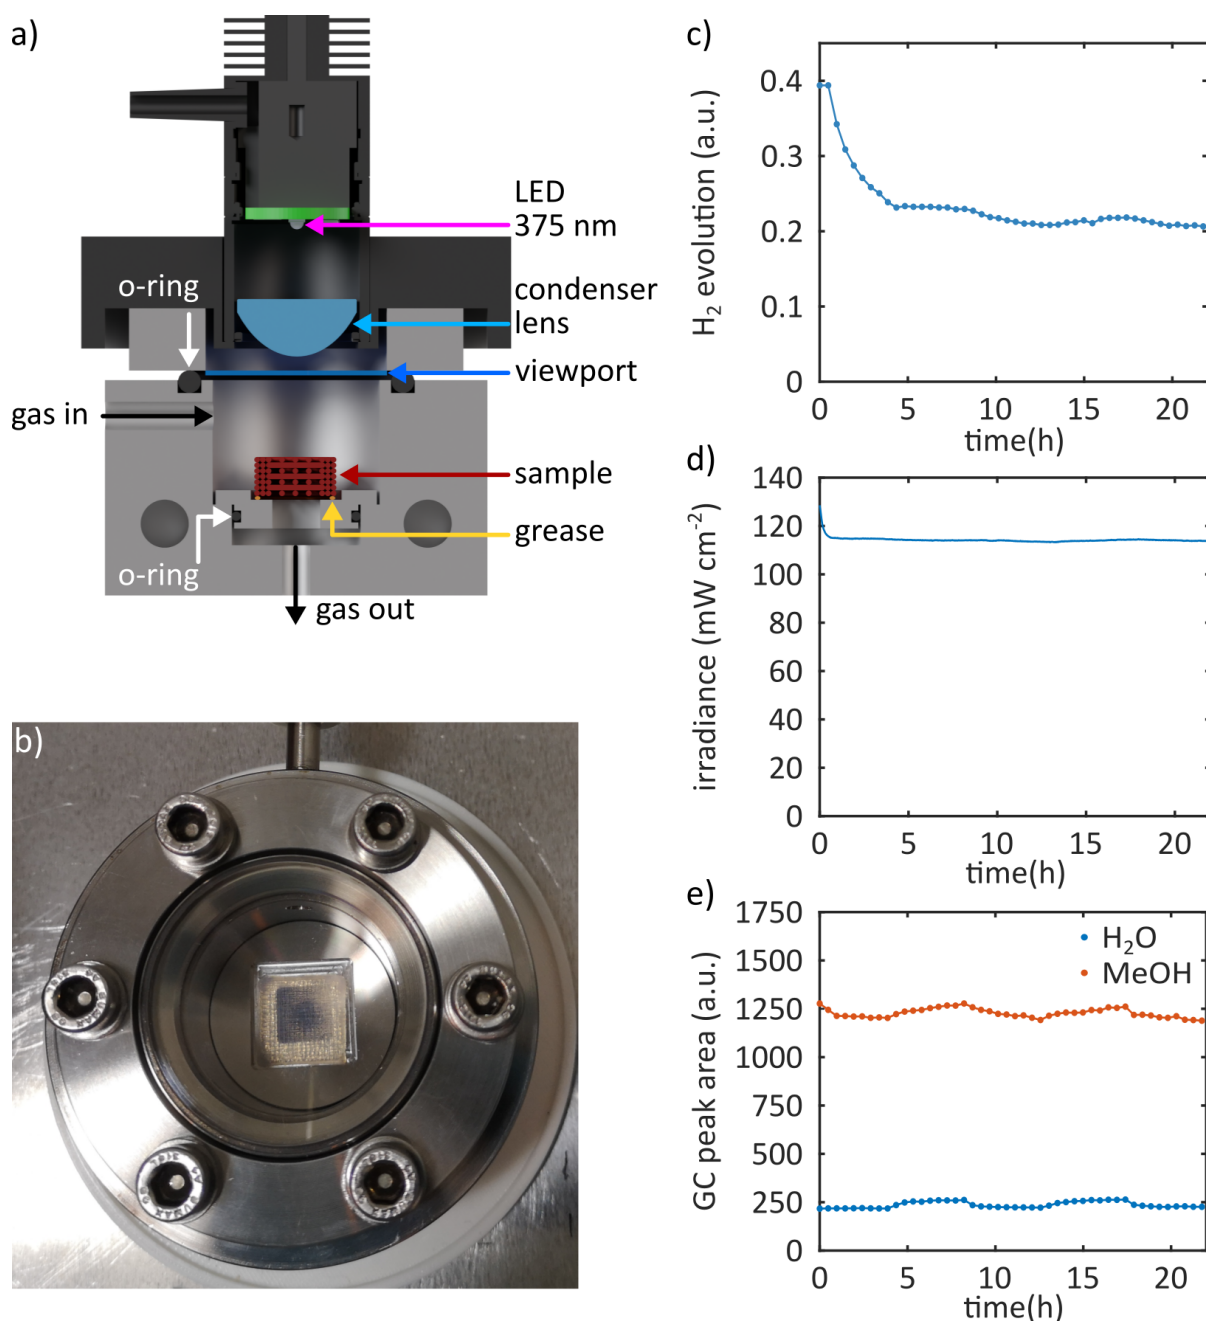 a)
LED
375 nm
o-ring
condenser
lens
viewport
gas in
sample
grease
o-ring
gas out
b)
c)
H₂ evolution (a.u.)
0.4
0.3
0.2
0.1
0
0 5 10 15 20
time(h)
d)
irradiance (mW cm⁻²)
140
120
100
80
60
40
20
0
0 5 10 15 20
time(h)
e)
GC peak area (a.u.)
1750
1500
1250
1000
750
500
250
0
H₂O
MeOH
0 5 10 15 20
time(h)